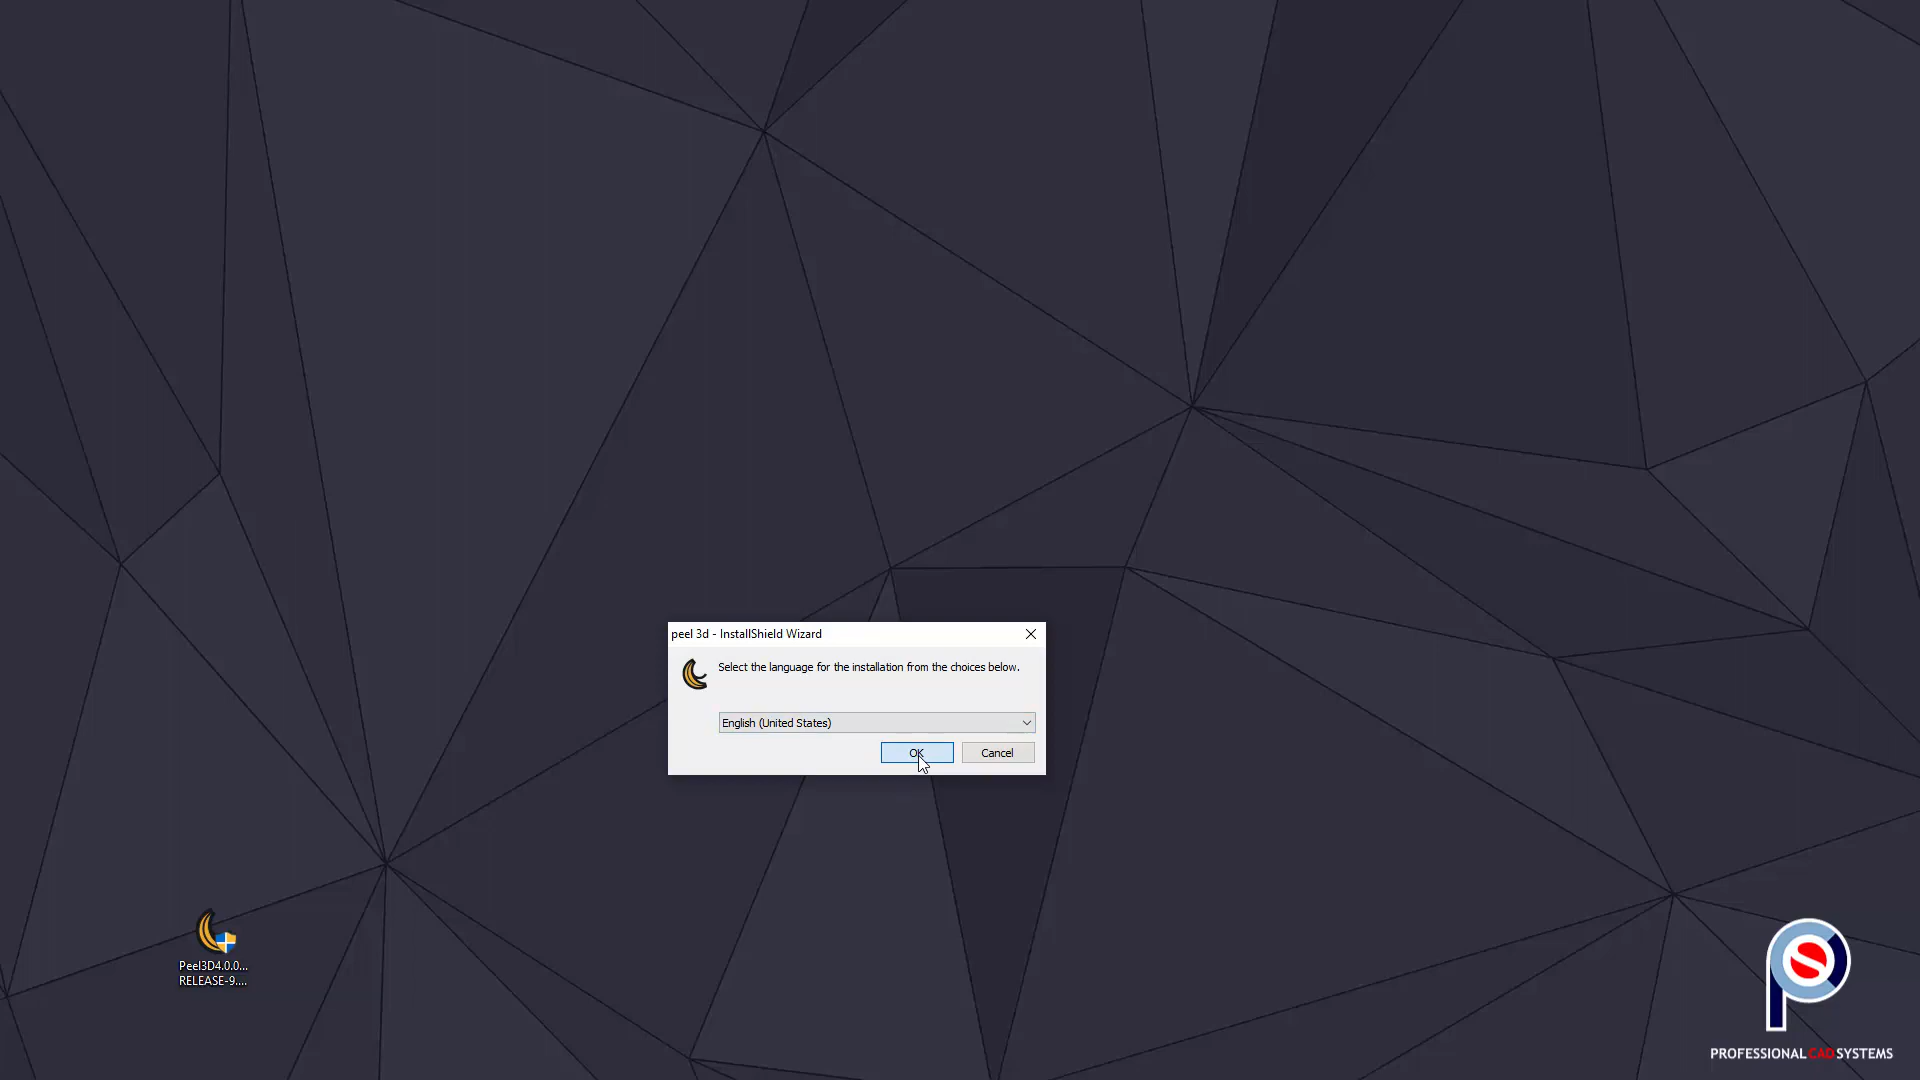 peel 3d - InstallShield Wizard
Select the language for the installation from the choices below.
English (United States)
OK
Cancel
Peel3D4.0.0...
RELEASE-9....
PROFESSIONAL CAD SYSTEMS